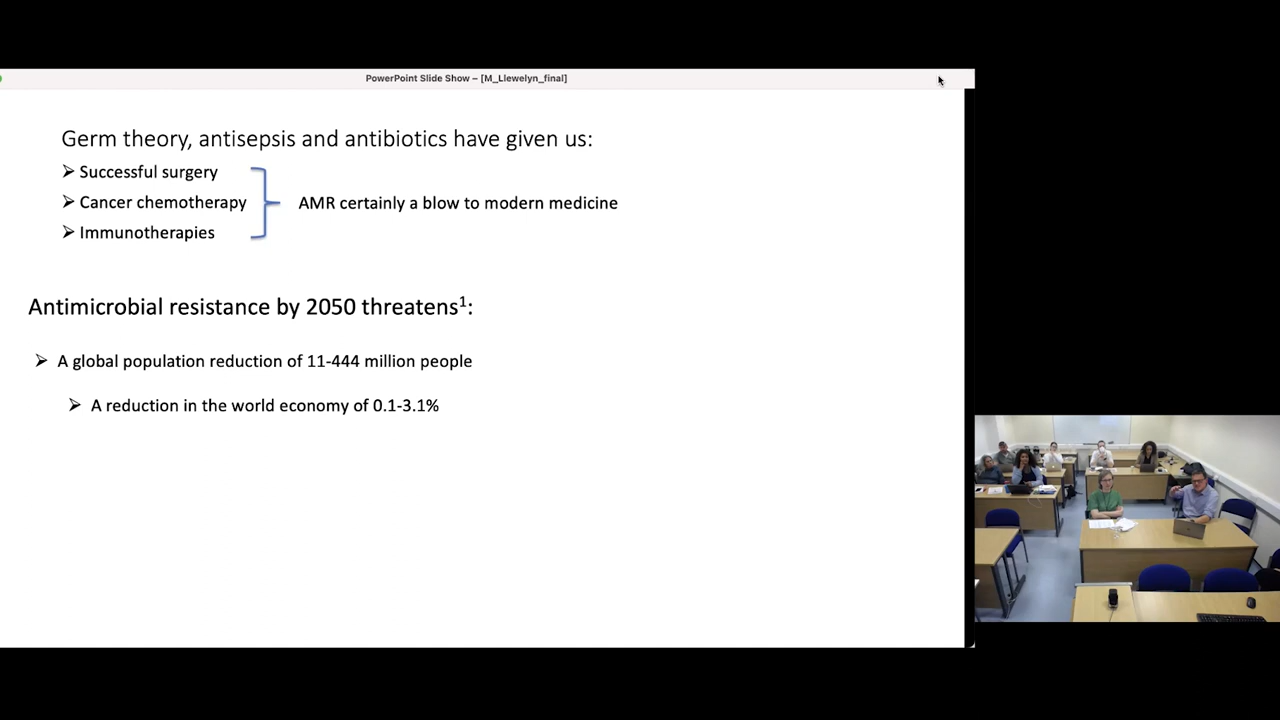 PowerPoint Slide Show – [M_Llewelyn_final]
Germ theory, antisepsis and antibiotics have given us:
➢ Successful surgery
➢ Cancer chemotherapy
➢ Immunotherapies
AMR certainly a blow to modern medicine
Antimicrobial resistance by 2050 threatens¹:
➢ A global population reduction of 11-444 million people
➢ A reduction in the world economy of 0.1-3.1%